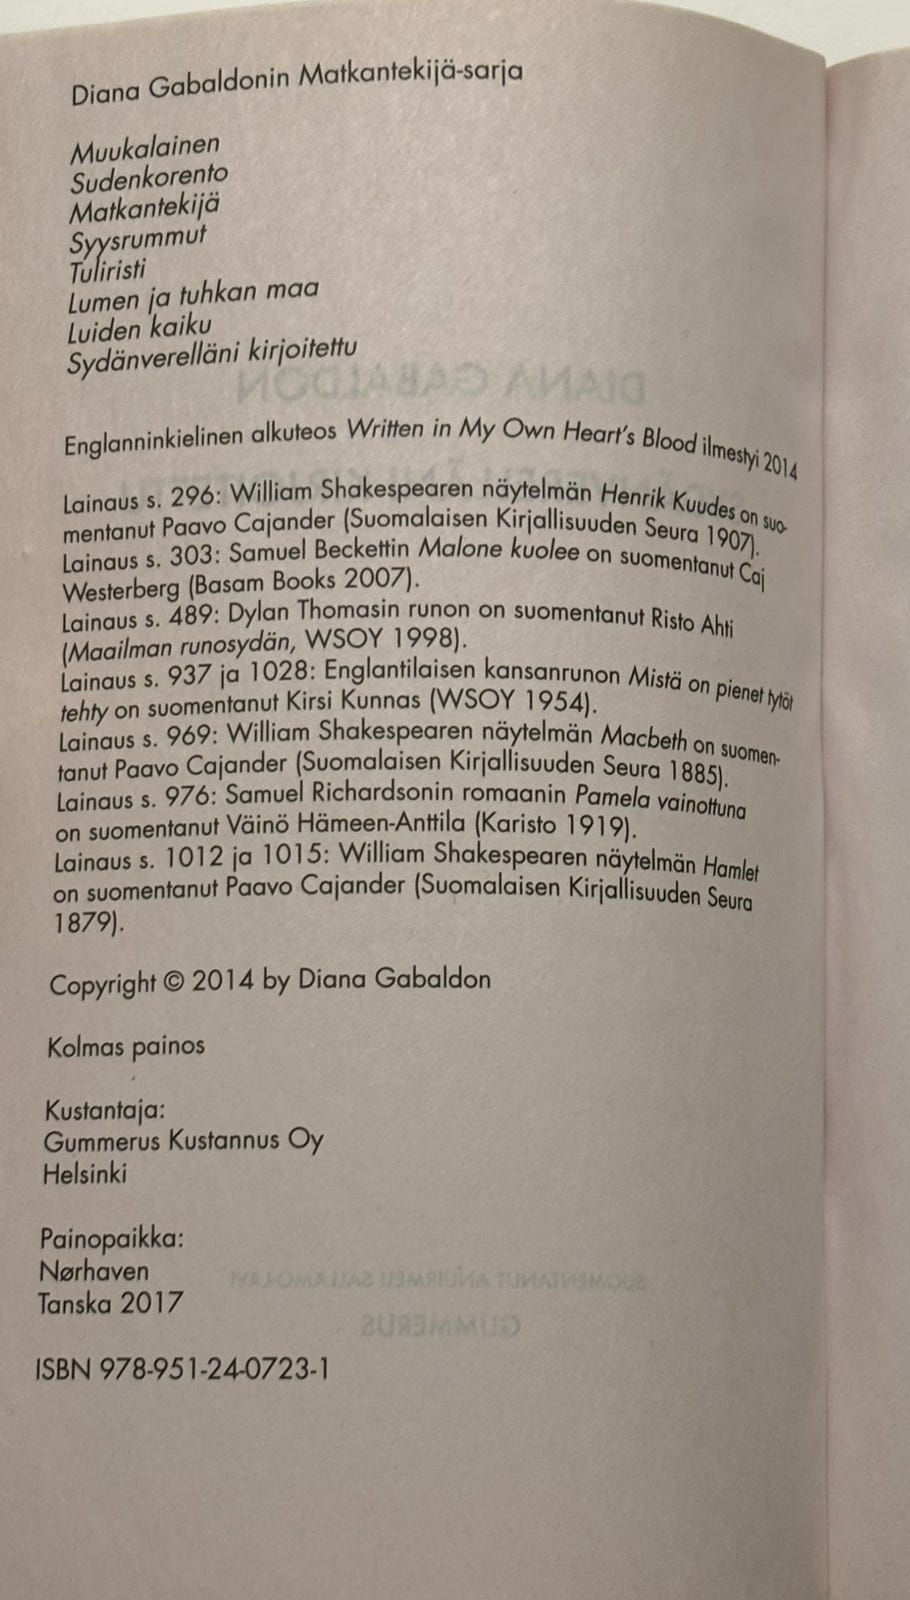 Diana Gabaldonin Matkantekijä-sarja
Muukalainen
Sudenkorento
Matkantekijä
Syysrummut
Tuliristi
Lumen ja tuhkan maa
Luiden kaiku
Sydänverelläni kirjoitettu
DIANA GABALDON
Englanninkielinen alkuteos Written in My Own Heart's Blood ilmestyi 2014
Lainaus s. 296: William Shakespearen näytelmän Henrik Kuudes on suo-
mentanut Paavo Cajander (Suomalaisen Kirjallisuuden Seura 1907).
Lainaus s. 303: Samuel Beckettin Malone kuolee on suomentanut Caj
Westerberg (Basam Books 2007).
Lainaus s. 489: Dylan Thomasin runon on suomentanut Risto Ahti
(Maailman runosydän, WSOY 1998).
Lainaus s. 937 ja 1028: Englantilaisen kansanrunon Mistä on pienet tytöt
tehty on suomentanut Kirsi Kunnas (WSOY 1954).
Lainaus s. 969: William Shakespearen näytelmän Macbeth on suomen-
tanut Paavo Cajander (Suomalaisen Kirjallisuuden Seura 1885).
Lainaus s. 976: Samuel Richardsonin romaanin Pamela vainottuna
on suomentanut Väinö Hämeen-Anttila (Karisto 1919).
Lainaus s. 1012 ja 1015: William Shakespearen näytelmän Hamlet
on suomentanut Paavo Cajander (Suomalaisen Kirjallisuuden Seura
1879).
Copyright © 2014 by Diana Gabaldon
Kolmas painos
Kustantaja:
Gummerus Kustannus Oy
Helsinki
Painopaikka:
Nørhaven
Tanska 2017
SUOMENTANUT ANUIRMELI SALLAMO-LAVI
GUMMERUS
ISBN 978-951-24-0723-1